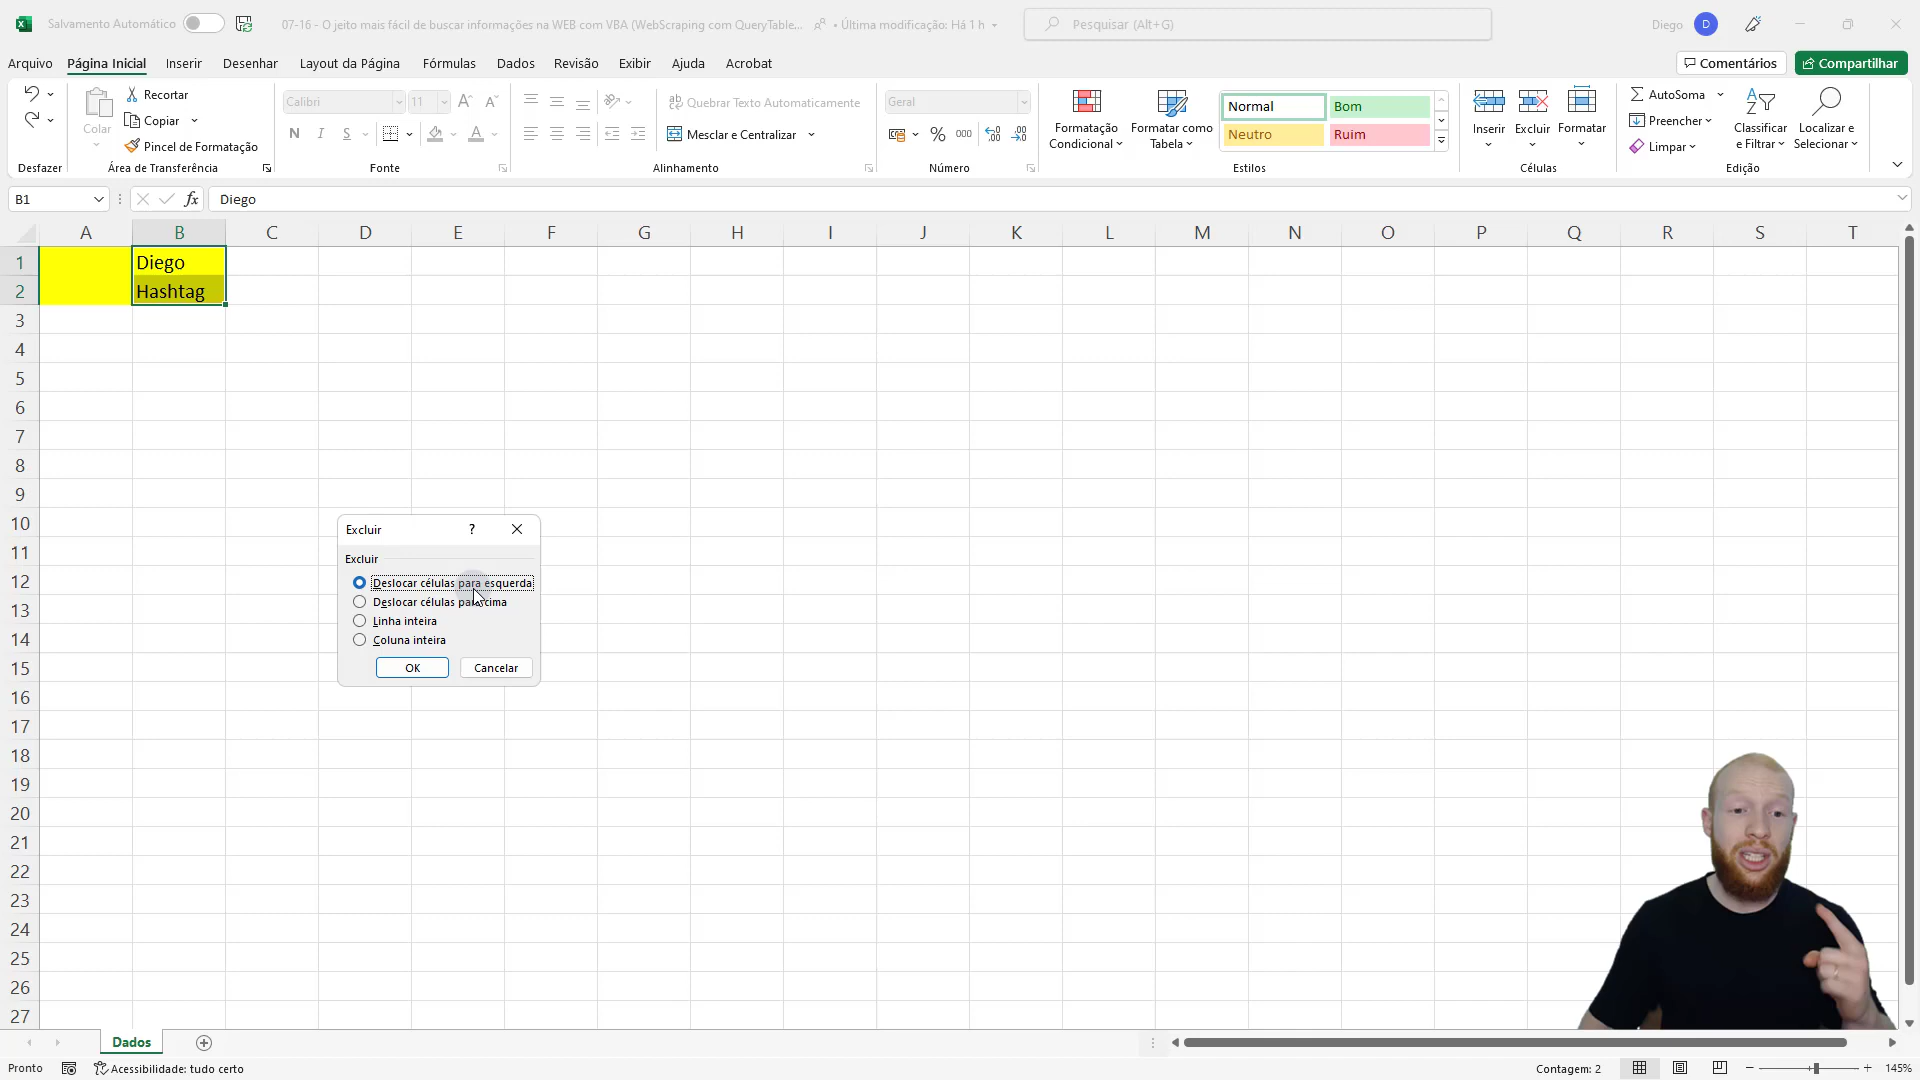 Salvamento Automático
07-16 - O jeito mais fácil de buscar informações na WEB com VBA (WebScraping com QueryTable...
• Última modificação: Há 1 h
Pesquisar (Alt+G)
Diego
D
Arquivo
Página Inicial
Inserir
Desenhar
Layout da Página
Fórmulas
Dados
Revisão
Exibir
Ajuda
Acrobat
Comentários
Compartilhar
Colar
Recortar
Copiar
Pincel de Formatação
Calibri
11
N I S
Quebrar Texto Automaticamente
Mesclar e Centralizar
Geral
% 000
Formatação Condicional
Formatar como Tabela
Normal
Bom
Neutro
Ruim
Inserir
Excluir
Formatar
AutoSoma
Preencher
Limpar
Classificar e Filtrar
Localizar e Selecionar
Desfazer
Área de Transferência
Fonte
Alinhamento
Número
Estilos
Células
Edição
B1
fx
Diego
A B C D E F G H I J K L M N O P Q R S T
1 Diego
2 Hashtag
3
4
5
6
7
8
9
10
11
12
13
14
15
16
17
18
19
20
21
22
23
24
25
26
27
Excluir ?
Excluir
Deslocar células para esquerda
Deslocar células para cima
Linha inteira
Coluna inteira
OK
Cancelar
Dados
Pronto
Acessibilidade: tudo certo
Contagem: 2
145%